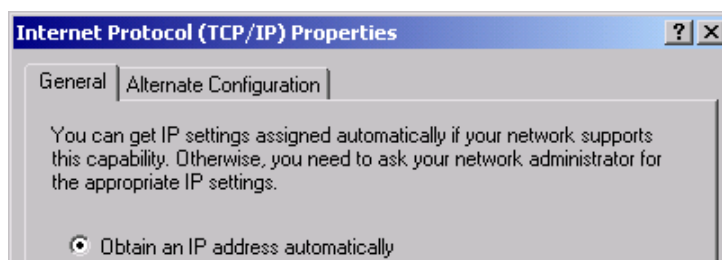 Internet Protocol (TCP/IP) Properties
General
Alternate Configuration
You can get IP settings assigned automatically if your network supports
this capability. Otherwise, you need to ask your network administrator for
the appropriate IP settings.
Obtain an IP address automatically